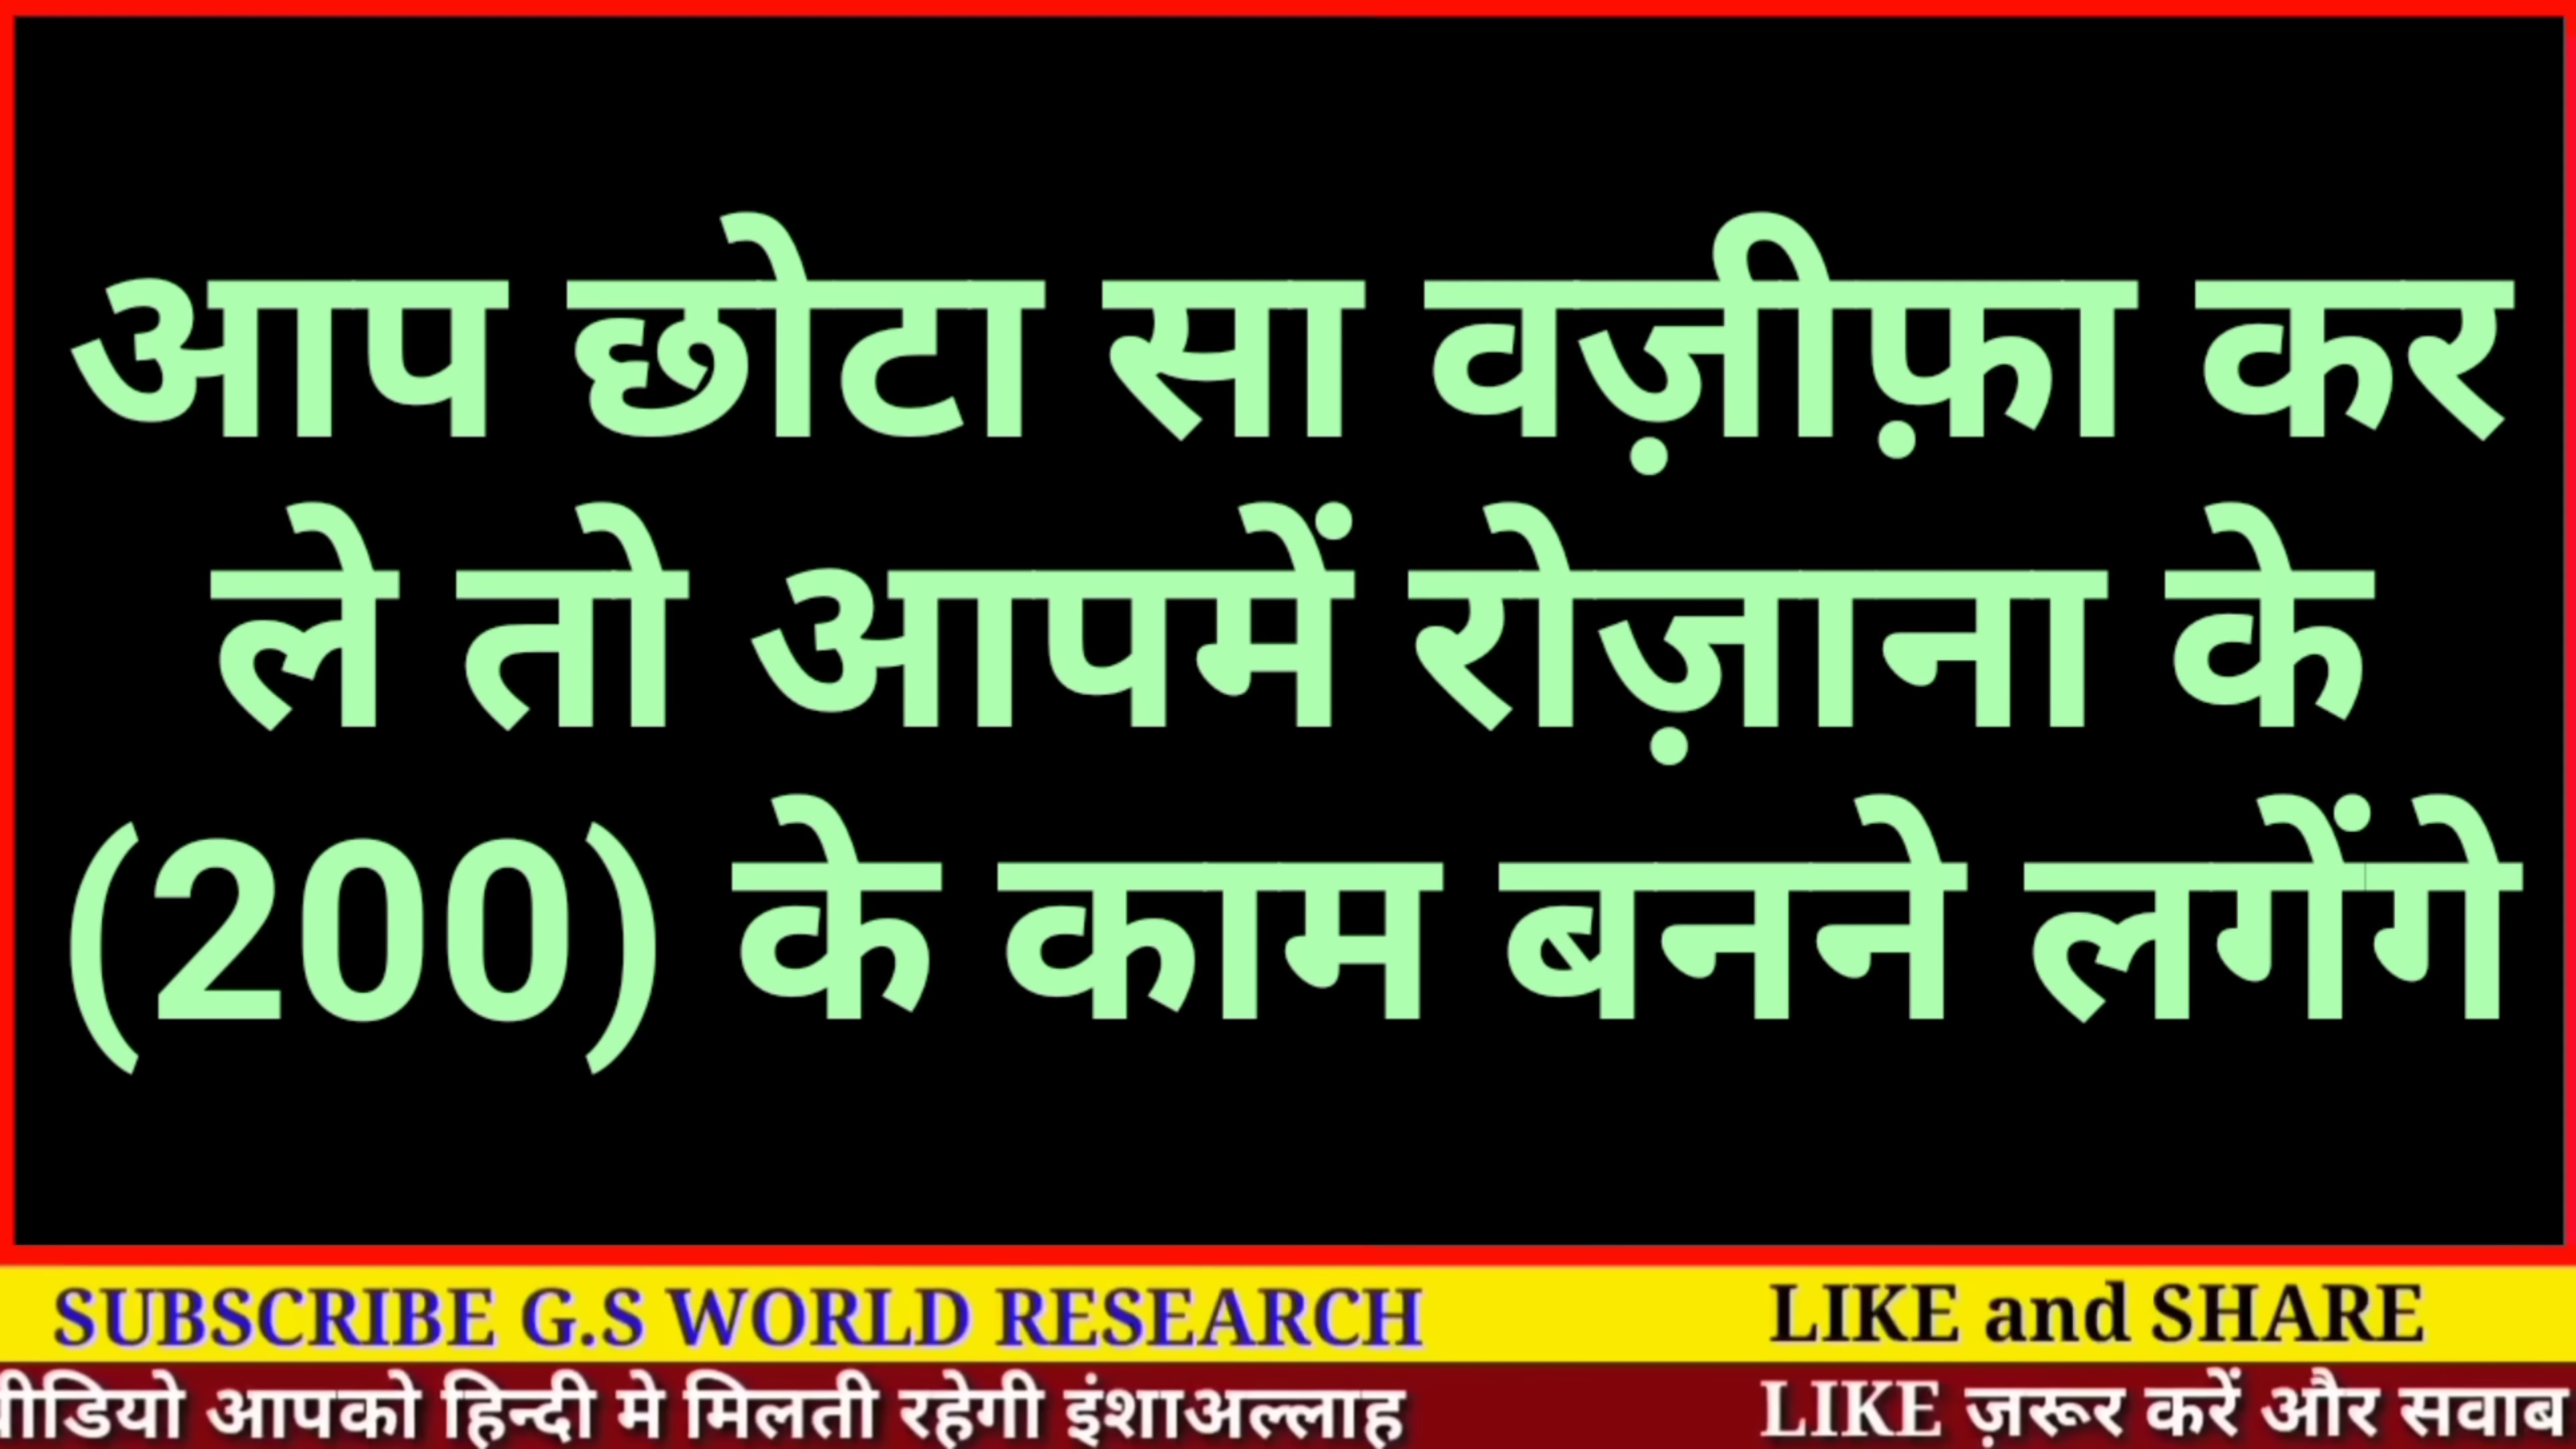 आप छोटा सा वज़ीफ़ा कर
ले तो आपमें रोज़ाना के
(200) के काम बनने लगेंगे
SUBSCRIBE G.S WORLD RESEARCH LIKE and SHARE
आपको हिन्दी मे मिलती रहेगी इंशाअल्लाह LIKE ज़रूर करें और सवाब